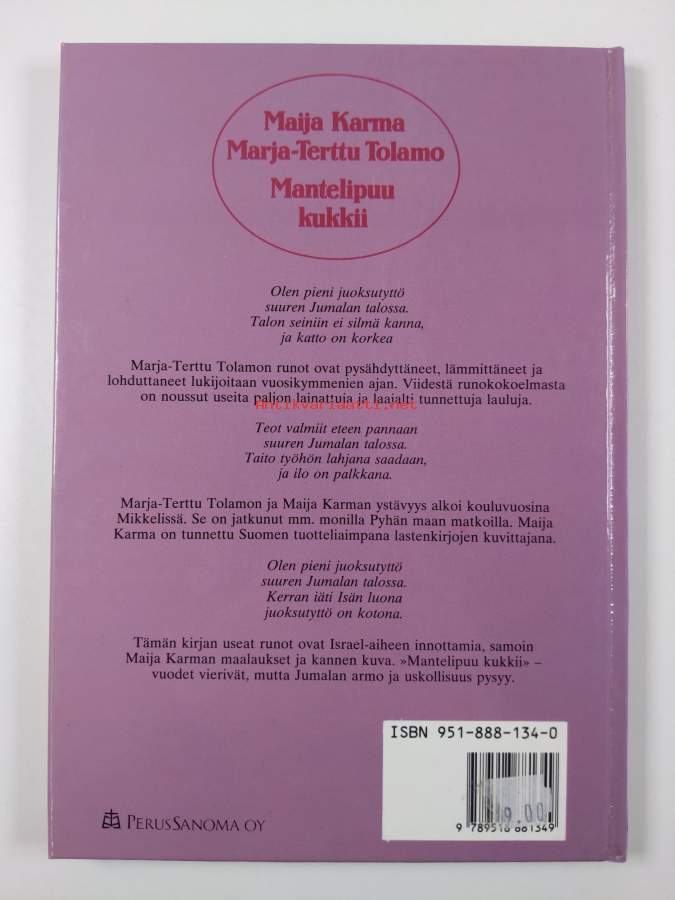 Maija Karma
Marja-Terttu Tolamo
Mantelipuu
kukkii
Olen pieni juoksutyttö
suuren Jumalan talossa.
Talon seiniin ei silmä kanna,
ja katto on korkea
Marja-Terttu Tolamon runot ovat pysähdyttäneet, lämmittäneet ja
lohduttaneet lukijoitaan vuosikymmenien ajan. Viidestä runokokoelmasta
on noussut useita paljon lainattuja ja laajalti tunnettuja lauluja.
Antikvariaatti.net
Teot valmiit eteen pannaan
suuren Jumalan talossa.
Taito työhön lahjana saadaan,
ja ilo on palkkana.
Marja-Terttu Tolamon ja Maija Karman ystävyys alkoi kouluvuosina
Mikkelissä. Se on jatkunut mm. monilla Pyhän maan matkoilla. Maija
Karma on tunnettu Suomen tuotteliaimpana lastenkirjojen kuvittajana.
Olen pieni juoksutyttö
suuren Jumalan talossa.
Kerran iäti Isän luona
juoksutyttö on kotona.
Tämän kirjan useat runot ovat Israel-aiheen innottamia, samoin
Maija Karman maalaukset ja kannen kuva. »Mantelipuu kukkii» –
vuodet vierivät, mutta Jumalan armo ja uskollisuus pysyy.
ISBN 951-888-134-0
9 789518 881349
PERUSSANOMA OY